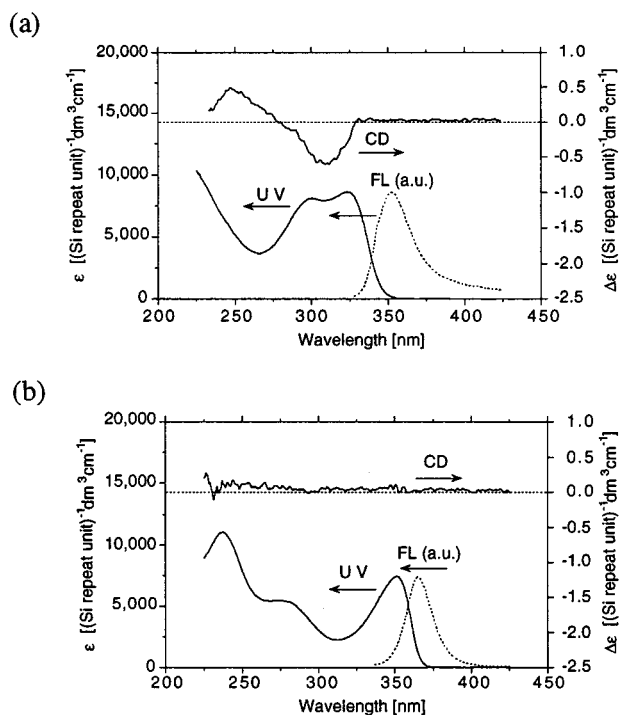 (a)
20,000
15,000
10,000
5,000
0
1.0
0.5
0.0
-0.5
-1.0
-1.5
-2.0
-2.5
CD
UV
FL (a.u.)
ε [(Si repeat unit)⁻¹dm³cm⁻¹]
Δε [(Si repeat unit)⁻¹dm³cm⁻¹]
200 250 300 350 400 450
Wavelength [nm]
(b)
20,000
15,000
10,000
5,000
0
1.0
0.5
0.0
-0.5
-1.0
-1.5
-2.0
-2.5
CD
UV
FL (a.u.)
ε [(Si repeat unit)⁻¹dm³cm⁻¹]
Δε [(Si repeat unit)⁻¹dm³cm⁻¹]
200 250 300 350 400 450
Wavelength [nm]